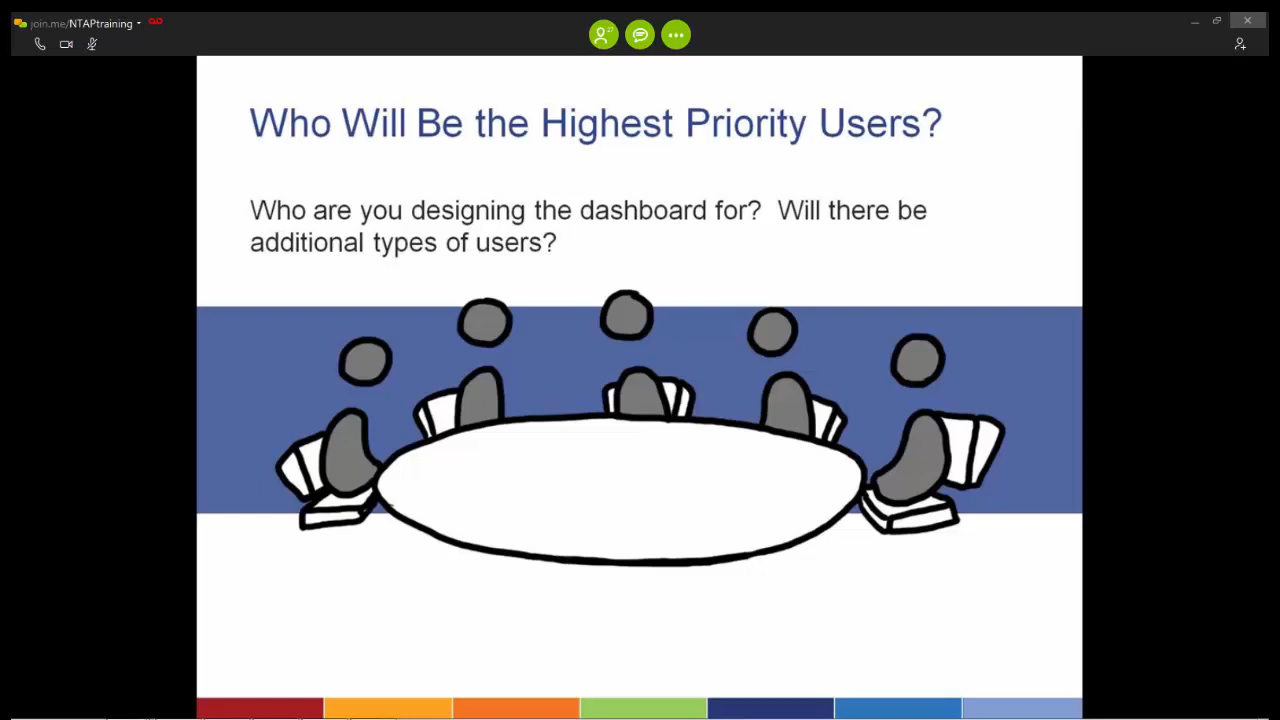 join.me/NTAPtraining
27
Who Will Be the Highest Priority Users?
Who are you designing the dashboard for?  Will there be
additional types of users?